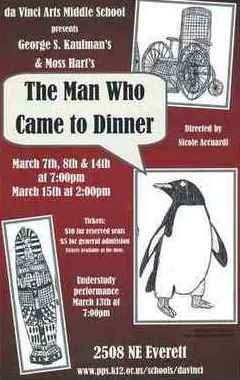 da Vinci Arts Middle School
presents
George S. Kaufman's
& Moss Hart's
The Man Who
Came to Dinner
Directed by
Nicole Accuardi
March 7th, 8th & 14th
at 7:00pm
March 15th at 2:00pm
Tickets:
$10 for reserved seats
$5 for general admission
Tickets available at the door.
Understudy
performance
March 13th at
7:00pm
2508 NE Everett
www.pps.k12.or.us/schools/davinci